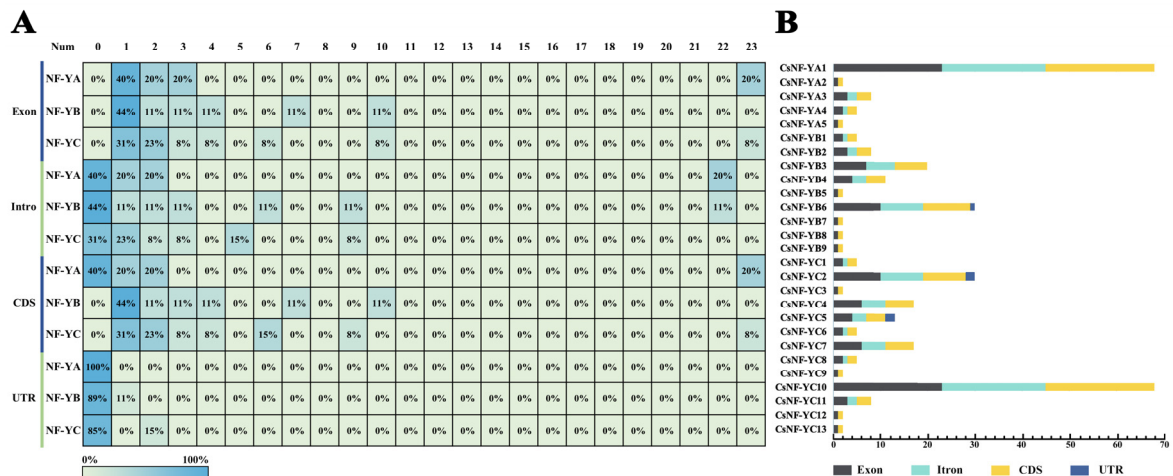 A
B
Num 0 1 2 3 4 5 6 7 8 9 10 11 12 13 14 15 16 17 18 19 20 21 22 23
Exon
NF-YA 0% 40% 20% 20% 0% 0% 0% 0% 0% 0% 0% 0% 0% 0% 0% 0% 0% 0% 0% 0% 0% 0% 0% 20%
NF-YB 0% 44% 11% 11% 11% 0% 0% 11% 0% 0% 11% 0% 0% 0% 0% 0% 0% 0% 0% 0% 0% 0% 0% 0%
NF-YC 0% 31% 23% 8% 8% 0% 8% 0% 0% 0% 8% 0% 0% 0% 0% 0% 0% 0% 0% 0% 0% 0% 0% 8%
Intro
NF-YA 40% 20% 20% 0% 0% 0% 0% 0% 0% 0% 0% 0% 0% 0% 0% 0% 0% 0% 0% 0% 0% 0% 20% 0%
NF-YB 44% 11% 11% 11% 0% 0% 11% 0% 0% 11% 0% 0% 0% 0% 0% 0% 0% 0% 0% 0% 0% 0% 11% 0%
NF-YC 31% 23% 8% 8% 0% 15% 0% 0% 0% 8% 0% 0% 0% 0% 0% 0% 0% 0% 0% 0% 0% 0% 0% 0%
CDS
NF-YA 40% 20% 20% 0% 0% 0% 0% 0% 0% 0% 0% 0% 0% 0% 0% 0% 0% 0% 0% 0% 0% 0% 0% 20%
NF-YB 0% 44% 11% 11% 11% 0% 0% 11% 0% 0% 11% 0% 0% 0% 0% 0% 0% 0% 0% 0% 0% 0% 0% 0%
NF-YC 0% 31% 23% 8% 8% 0% 15% 0% 0% 8% 0% 0% 0% 0% 0% 0% 0% 0% 0% 0% 0% 0% 0% 8%
UTR
NF-YA 100% 0% 0% 0% 0% 0% 0% 0% 0% 0% 0% 0% 0% 0% 0% 0% 0% 0% 0% 0% 0% 0% 0% 0%
NF-YB 89% 11% 0% 0% 0% 0% 0% 0% 0% 0% 0% 0% 0% 0% 0% 0% 0% 0% 0% 0% 0% 0% 0% 0%
NF-YC 85% 0% 15% 0% 0% 0% 0% 0% 0% 0% 0% 0% 0% 0% 0% 0% 0% 0% 0% 0% 0% 0% 0% 0%
0% 100%
CsNF-YA1
CsNF-YA2
CsNF-YA3
CsNF-YA4
CsNF-YA5
CsNF-YB1
CsNF-YB2
CsNF-YB3
CsNF-YB4
CsNF-YB5
CsNF-YB6
CsNF-YB7
CsNF-YB8
CsNF-YB9
CsNF-YC1
CsNF-YC2
CsNF-YC3
CsNF-YC4
CsNF-YC5
CsNF-YC6
CsNF-YC7
CsNF-YC8
CsNF-YC9
CsNF-YC10
CsNF-YC11
CsNF-YC12
CsNF-YC13
0 10 20 30 40 50 60 70
Exon Itron CDS UTR